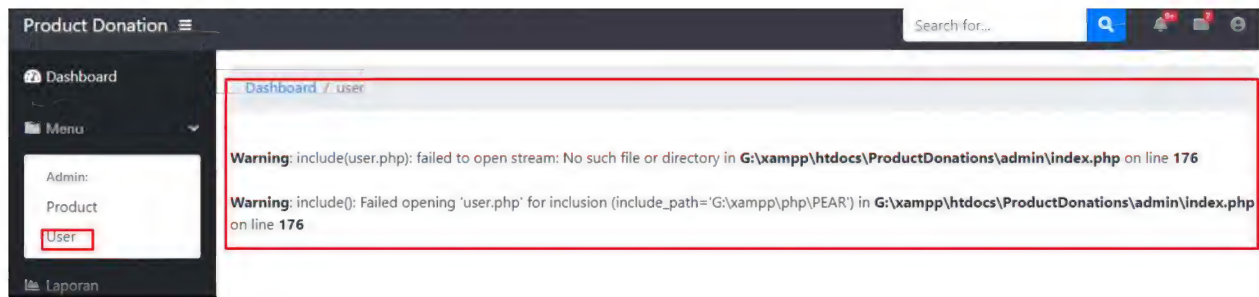 Product Donation
Search for...
9+
7
Dashboard
Dashboard / user
Menu
Admin:
Product
User
Laporan
Warning: include(user.php): failed to open stream: No such file or directory in G:\xampp\htdocs\ProductDonations\admin\index.php on line 176
Warning: include(): Failed opening 'user.php' for inclusion (include_path='G:\xampp\php\PEAR') in G:\xampp\htdocs\ProductDonations\admin\index.php
on line 176